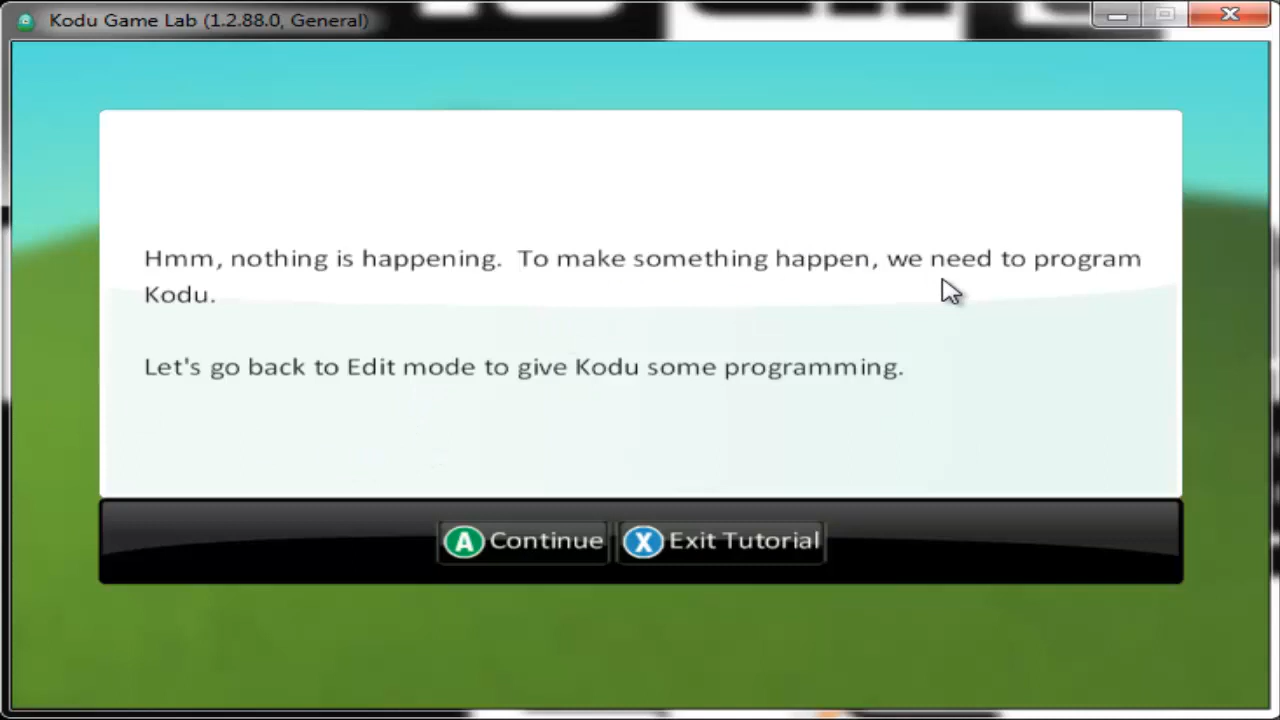 Kodu Game Lab (1.2.88.0, General)
Hmm, nothing is happening.  To make something happen, we need to program
Kodu.
Let's go back to Edit mode to give Kodu some programming.
A Continue X Exit Tutorial